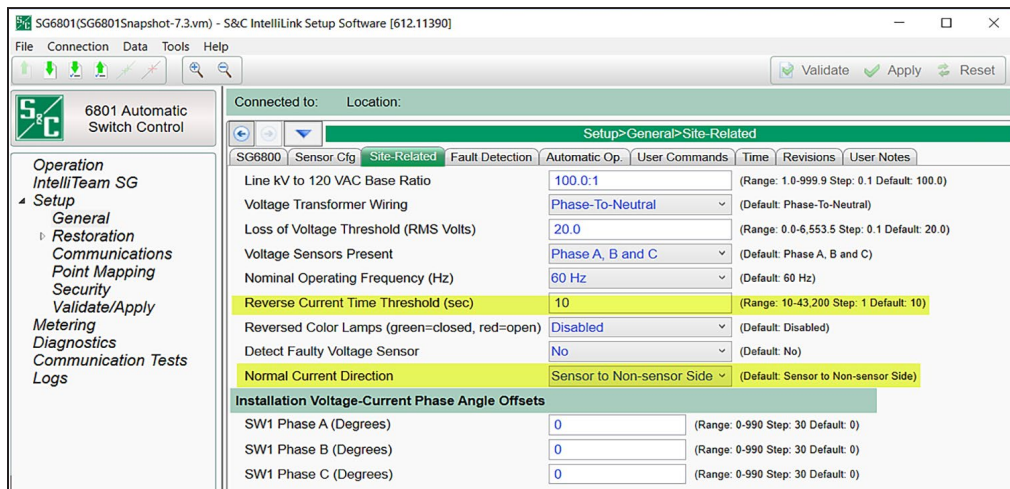 SG6801(SG6801Snapshot-7.3.vm) - S&C IntelliLink Setup Software [612.11390]
File Connection Data Tools Help
Validate Apply Reset
S&C
6801 Automatic
Switch Control
Connected to: Location:
Setup>General>Site-Related
SG6800 Sensor Cfg Site-Related Fault Detection Automatic Op. User Commands Time Revisions User Notes
Operation
IntelliTeam SG
Setup
General
Restoration
Communications
Point Mapping
Security
Validate/Apply
Metering
Diagnostics
Communication Tests
Logs
Line kV to 120 VAC Base Ratio 100.0:1 (Range: 1.0-999.9 Step: 0.1 Default: 100.0)
Voltage Transformer Wiring Phase-To-Neutral (Default: Phase-To-Neutral)
Loss of Voltage Threshold (RMS Volts) 20.0 (Range: 0.0-6,553.5 Step: 0.1 Default: 20.0)
Voltage Sensors Present Phase A, B and C (Default: Phase A, B and C)
Nominal Operating Frequency (Hz) 60 Hz (Default: 60 Hz)
Reverse Current Time Threshold (sec) 10 (Range: 10-43,200 Step: 1 Default: 10)
Reversed Color Lamps (green=closed, red=open) Disabled (Default: Disabled)
Detect Faulty Voltage Sensor No (Default: No)
Normal Current Direction Sensor to Non-sensor Side (Default: Sensor to Non-sensor Side)
Installation Voltage-Current Phase Angle Offsets
SW1 Phase A (Degrees) 0 (Range: 0-990 Step: 30 Default: 0)
SW1 Phase B (Degrees) 0 (Range: 0-990 Step: 30 Default: 0)
SW1 Phase C (Degrees) 0 (Range: 0-990 Step: 30 Default: 0)